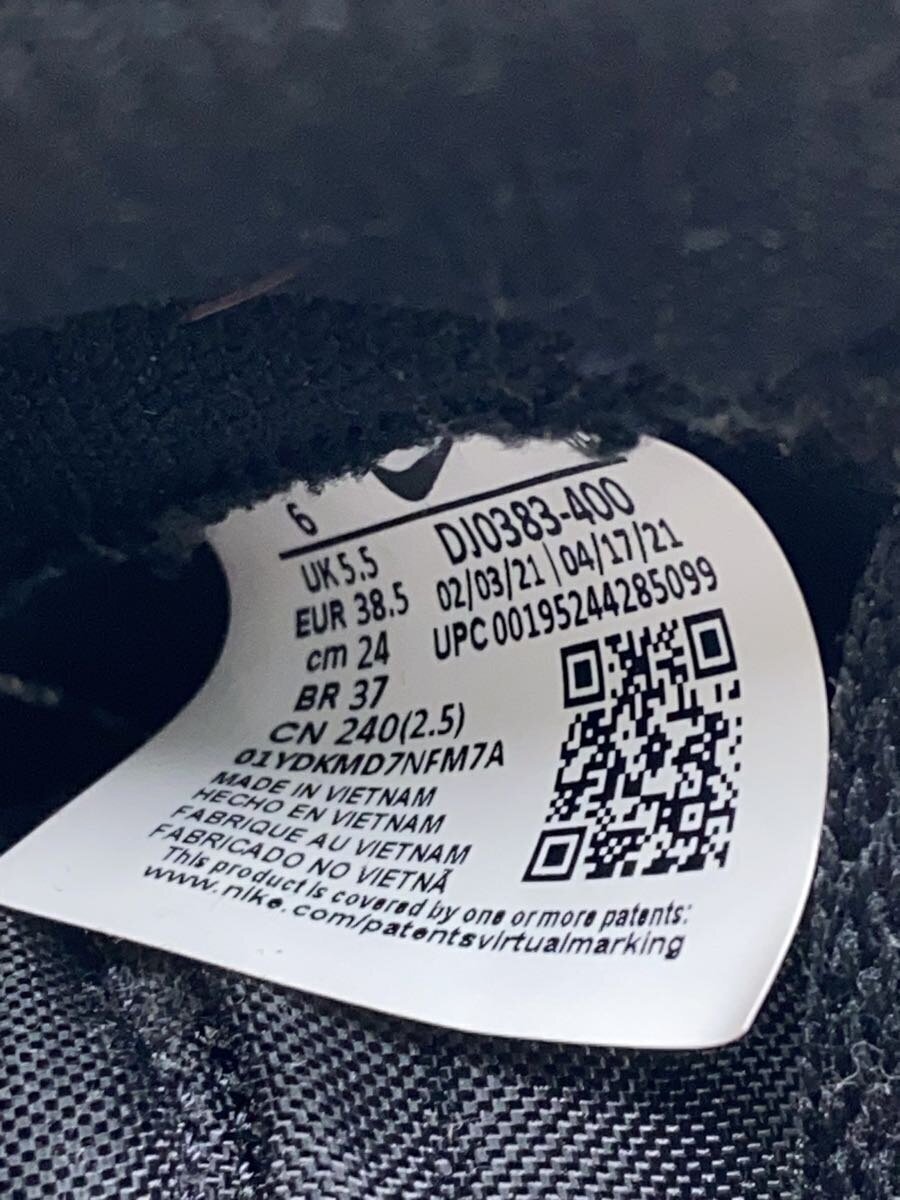 6
UK 5.5
EUR 38.5
cm 24
BR 37
CN 240(2.5)
DJ0383-400
02/03/21 | 04/17/21
UPC 00195244285099
01YDKMD7NFM7A
MADE IN VIETNAM
HECHO EN VIETNAM
FABRIQUE AU VIETNAM
FABRICADO NO VIETNÃ
This product is covered by one or more patents:
www.nike.com/patentsvirtualmarking